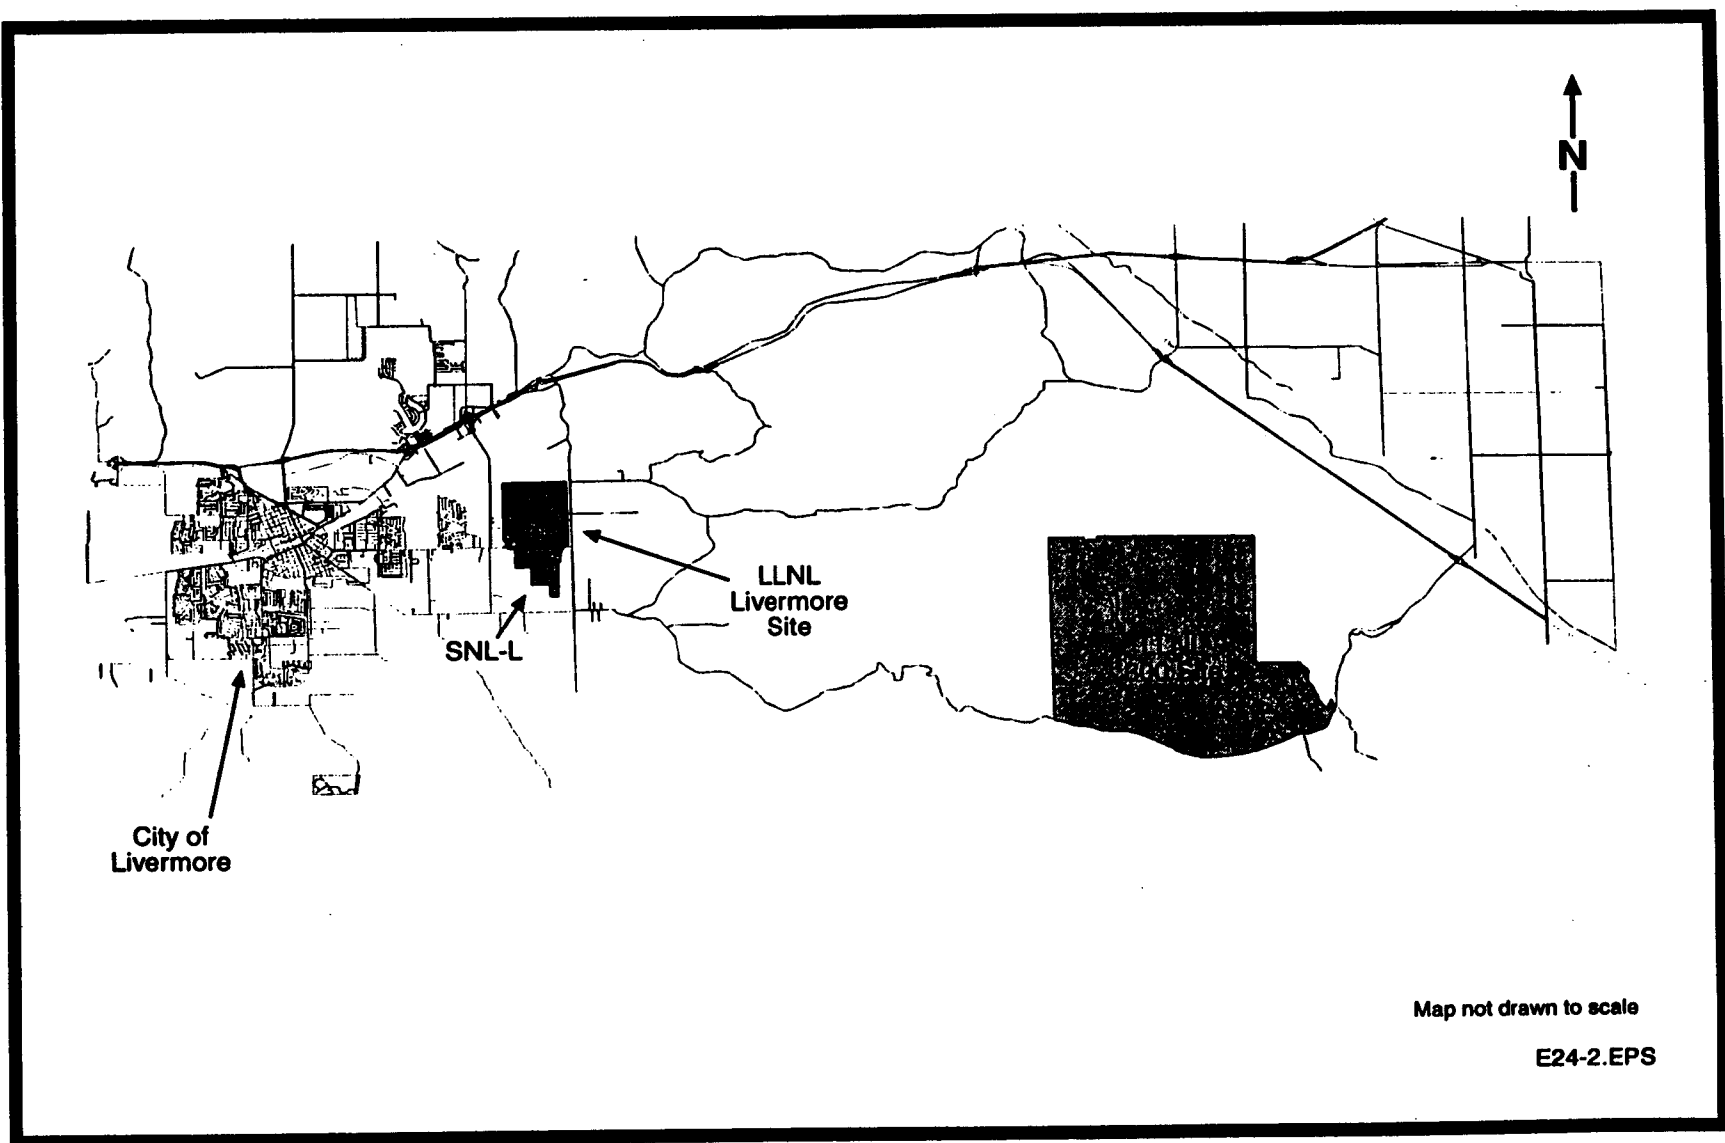 N
LLNL
Livermore
Site
SNL-L
City of
Livermore
Map not drawn to scale
E24-2.EPS